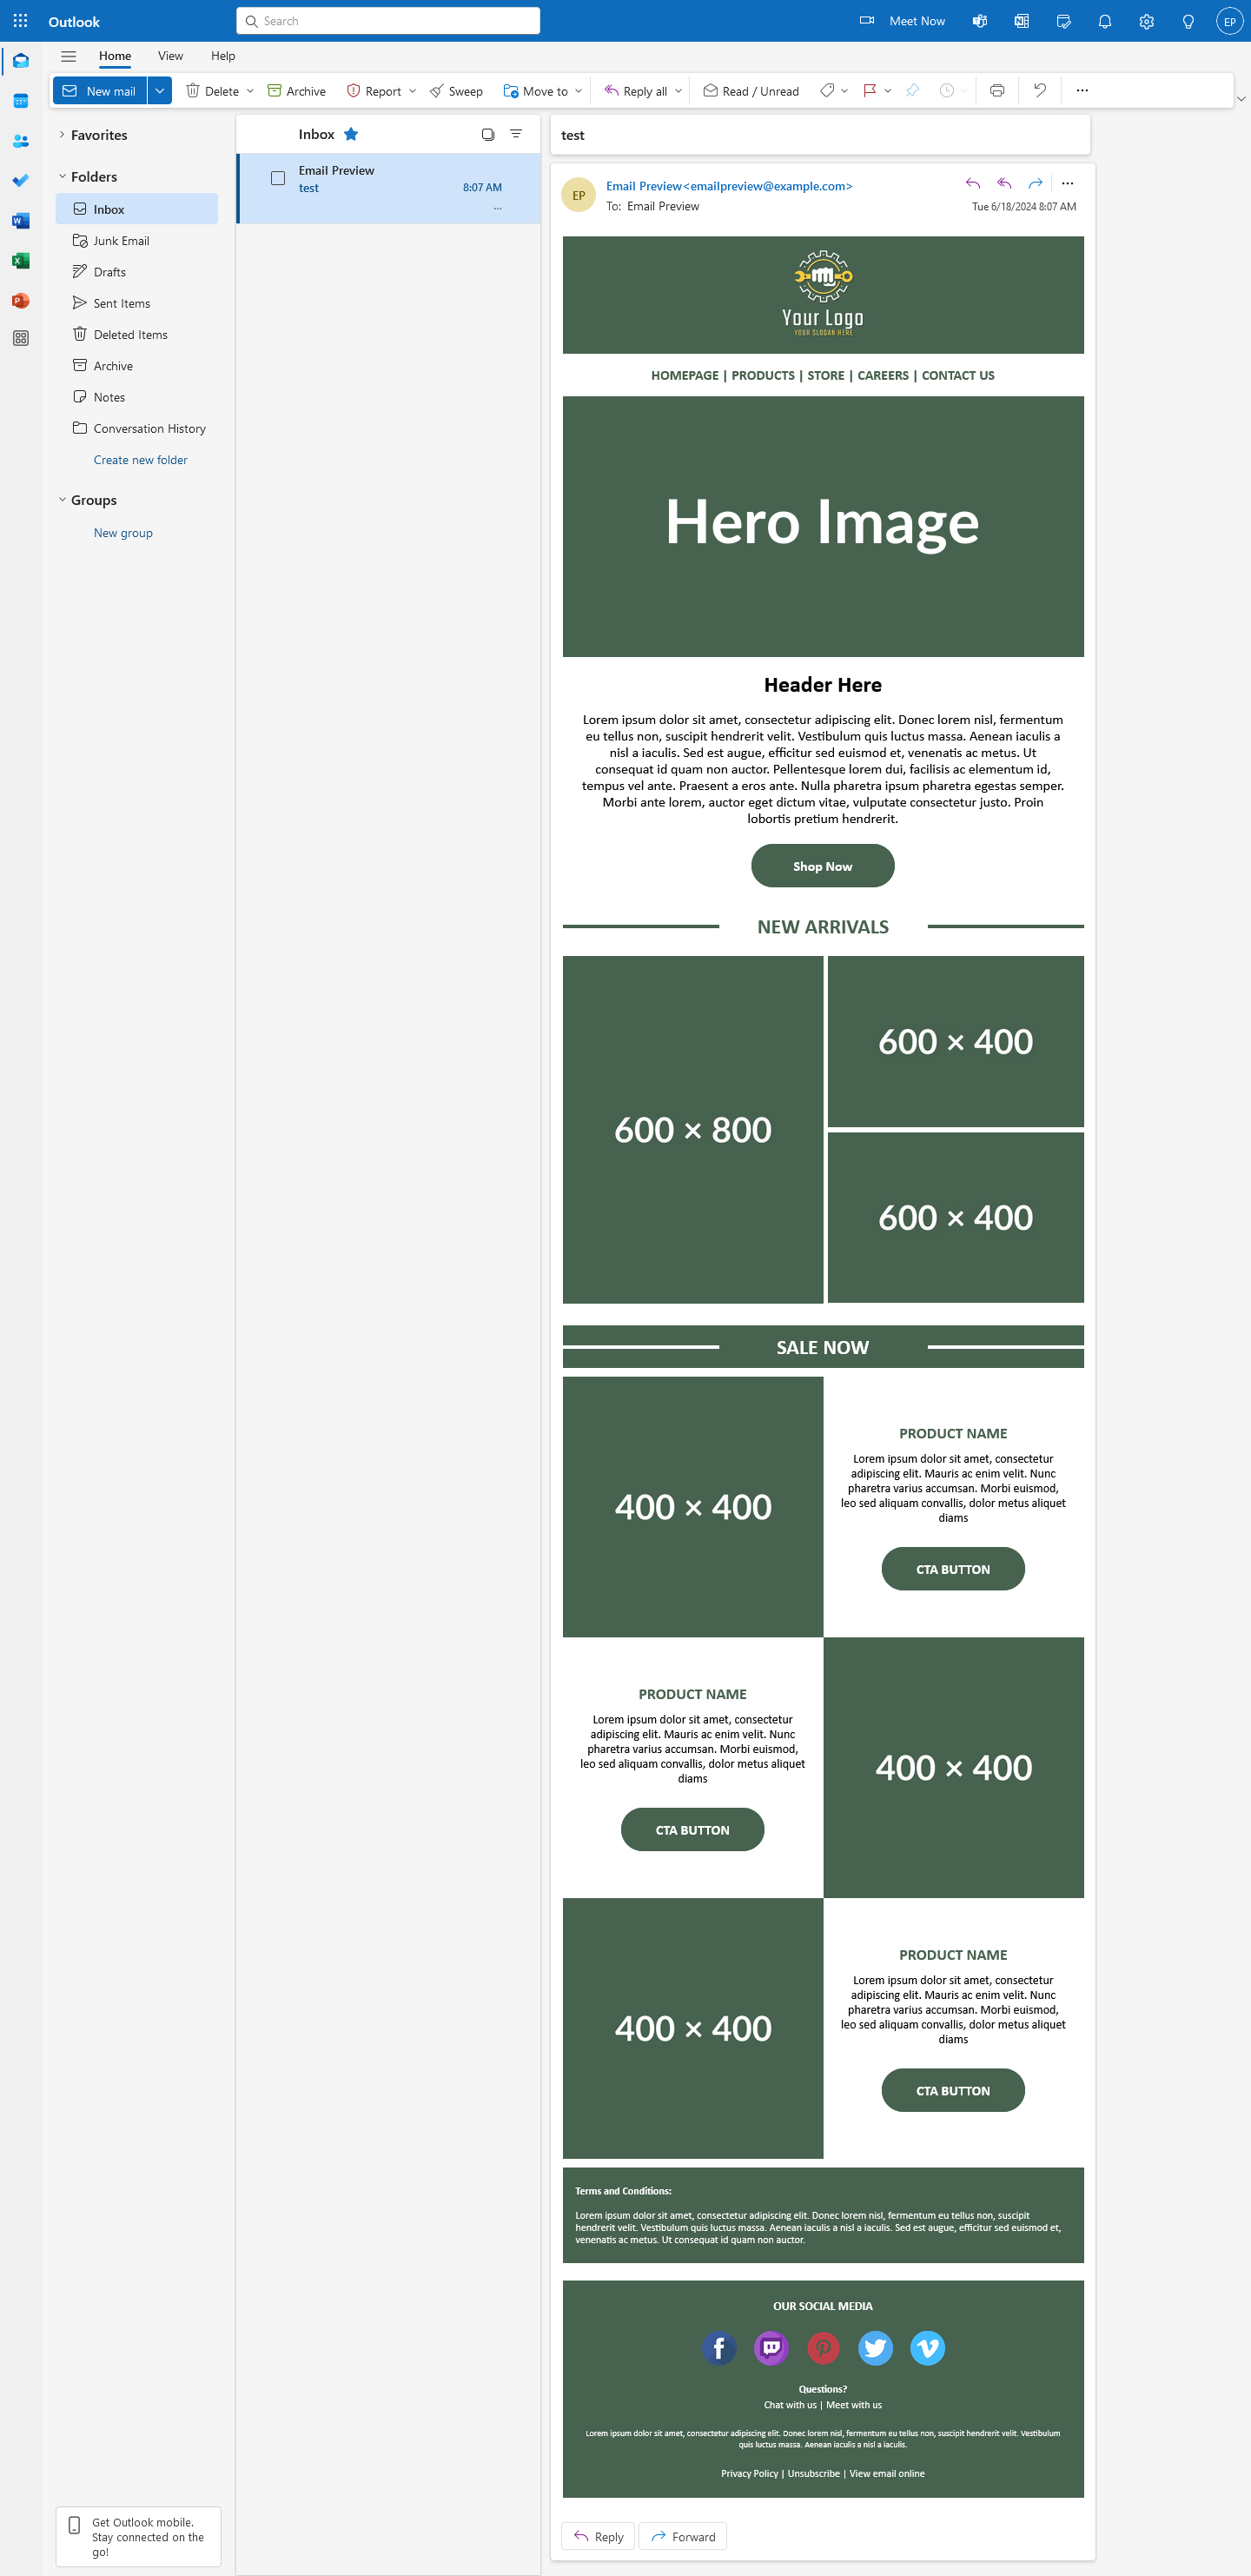 Outlook
Search
Meet Now
EP
Home
View
Help
New mail
Delete
Archive
Report
Sweep
Move to
Reply all
Read / Unread
Favorites
Folders
Inbox
Junk Email
Drafts
Sent Items
Deleted Items
Archive
Notes
Conversation History
Create new folder
Groups
New group
Get Outlook mobile.
Stay connected on the
go!
Inbox
Email Preview
test
8:07 AM
...
test
EP
Email Preview<emailpreview@example.com>
To: Email Preview
Tue 6/18/2024 8:07 AM
Your Logo
YOUR SLOGAN HERE
HOMEPAGE | PRODUCTS | STORE | CAREERS | CONTACT US
Hero Image
Header Here
Lorem ipsum dolor sit amet, consectetur adipiscing elit. Donec lorem nisl, fermentum
eu tellus non, suscipit hendrerit velit. Vestibulum quis luctus massa. Aenean iaculis a
nisl a iaculis. Sed est augue, efficitur sed euismod et, venenatis ac metus. Ut
consequat id quam non auctor. Pellentesque lorem dui, facilisis ac elementum id,
tempus vel ante. Praesent a eros ante. Nulla pharetra ipsum pharetra egestas semper.
Morbi ante lorem, auctor eget dictum vitae, vulputate consectetur justo. Proin
lobortis pretium hendrerit.
Shop Now
NEW ARRIVALS
600 × 800
600 × 400
600 × 400
SALE NOW
400 × 400
PRODUCT NAME
Lorem ipsum dolor sit amet, consectetur
adipiscing elit. Mauris ac enim velit. Nunc
pharetra varius accumsan. Morbi euismod,
leo sed aliquam convallis, dolor metus aliquet
diams
CTA BUTTON
PRODUCT NAME
Lorem ipsum dolor sit amet, consectetur
adipiscing elit. Mauris ac enim velit. Nunc
pharetra varius accumsan. Morbi euismod,
leo sed aliquam convallis, dolor metus aliquet
diams
CTA BUTTON
400 × 400
400 × 400
PRODUCT NAME
Lorem ipsum dolor sit amet, consectetur
adipiscing elit. Mauris ac enim velit. Nunc
pharetra varius accumsan. Morbi euismod,
leo sed aliquam convallis, dolor metus aliquet
diams
CTA BUTTON
Terms and Conditions:
Lorem ipsum dolor sit amet, consectetur adipiscing elit. Donec lorem nisl, fermentum eu tellus non, suscipit
hendrerit velit. Vestibulum quis luctus massa. Aenean iaculis a nisl a iaculis. Sed est augue, efficitur sed euismod et,
venenatis ac metus. Ut consequat id quam non auctor.
OUR SOCIAL MEDIA
Questions?
Chat with us | Meet with us
Lorem ipsum dolor sit amet, consectetur adipiscing elit. Donec lorem nisl, fermentum eu tellus non, suscipit hendrerit velit. Vestibulum
quis luctus massa. Aenean iaculis a nisl a iaculis.
Privacy Policy | Unsubscribe | View email online
Reply
Forward